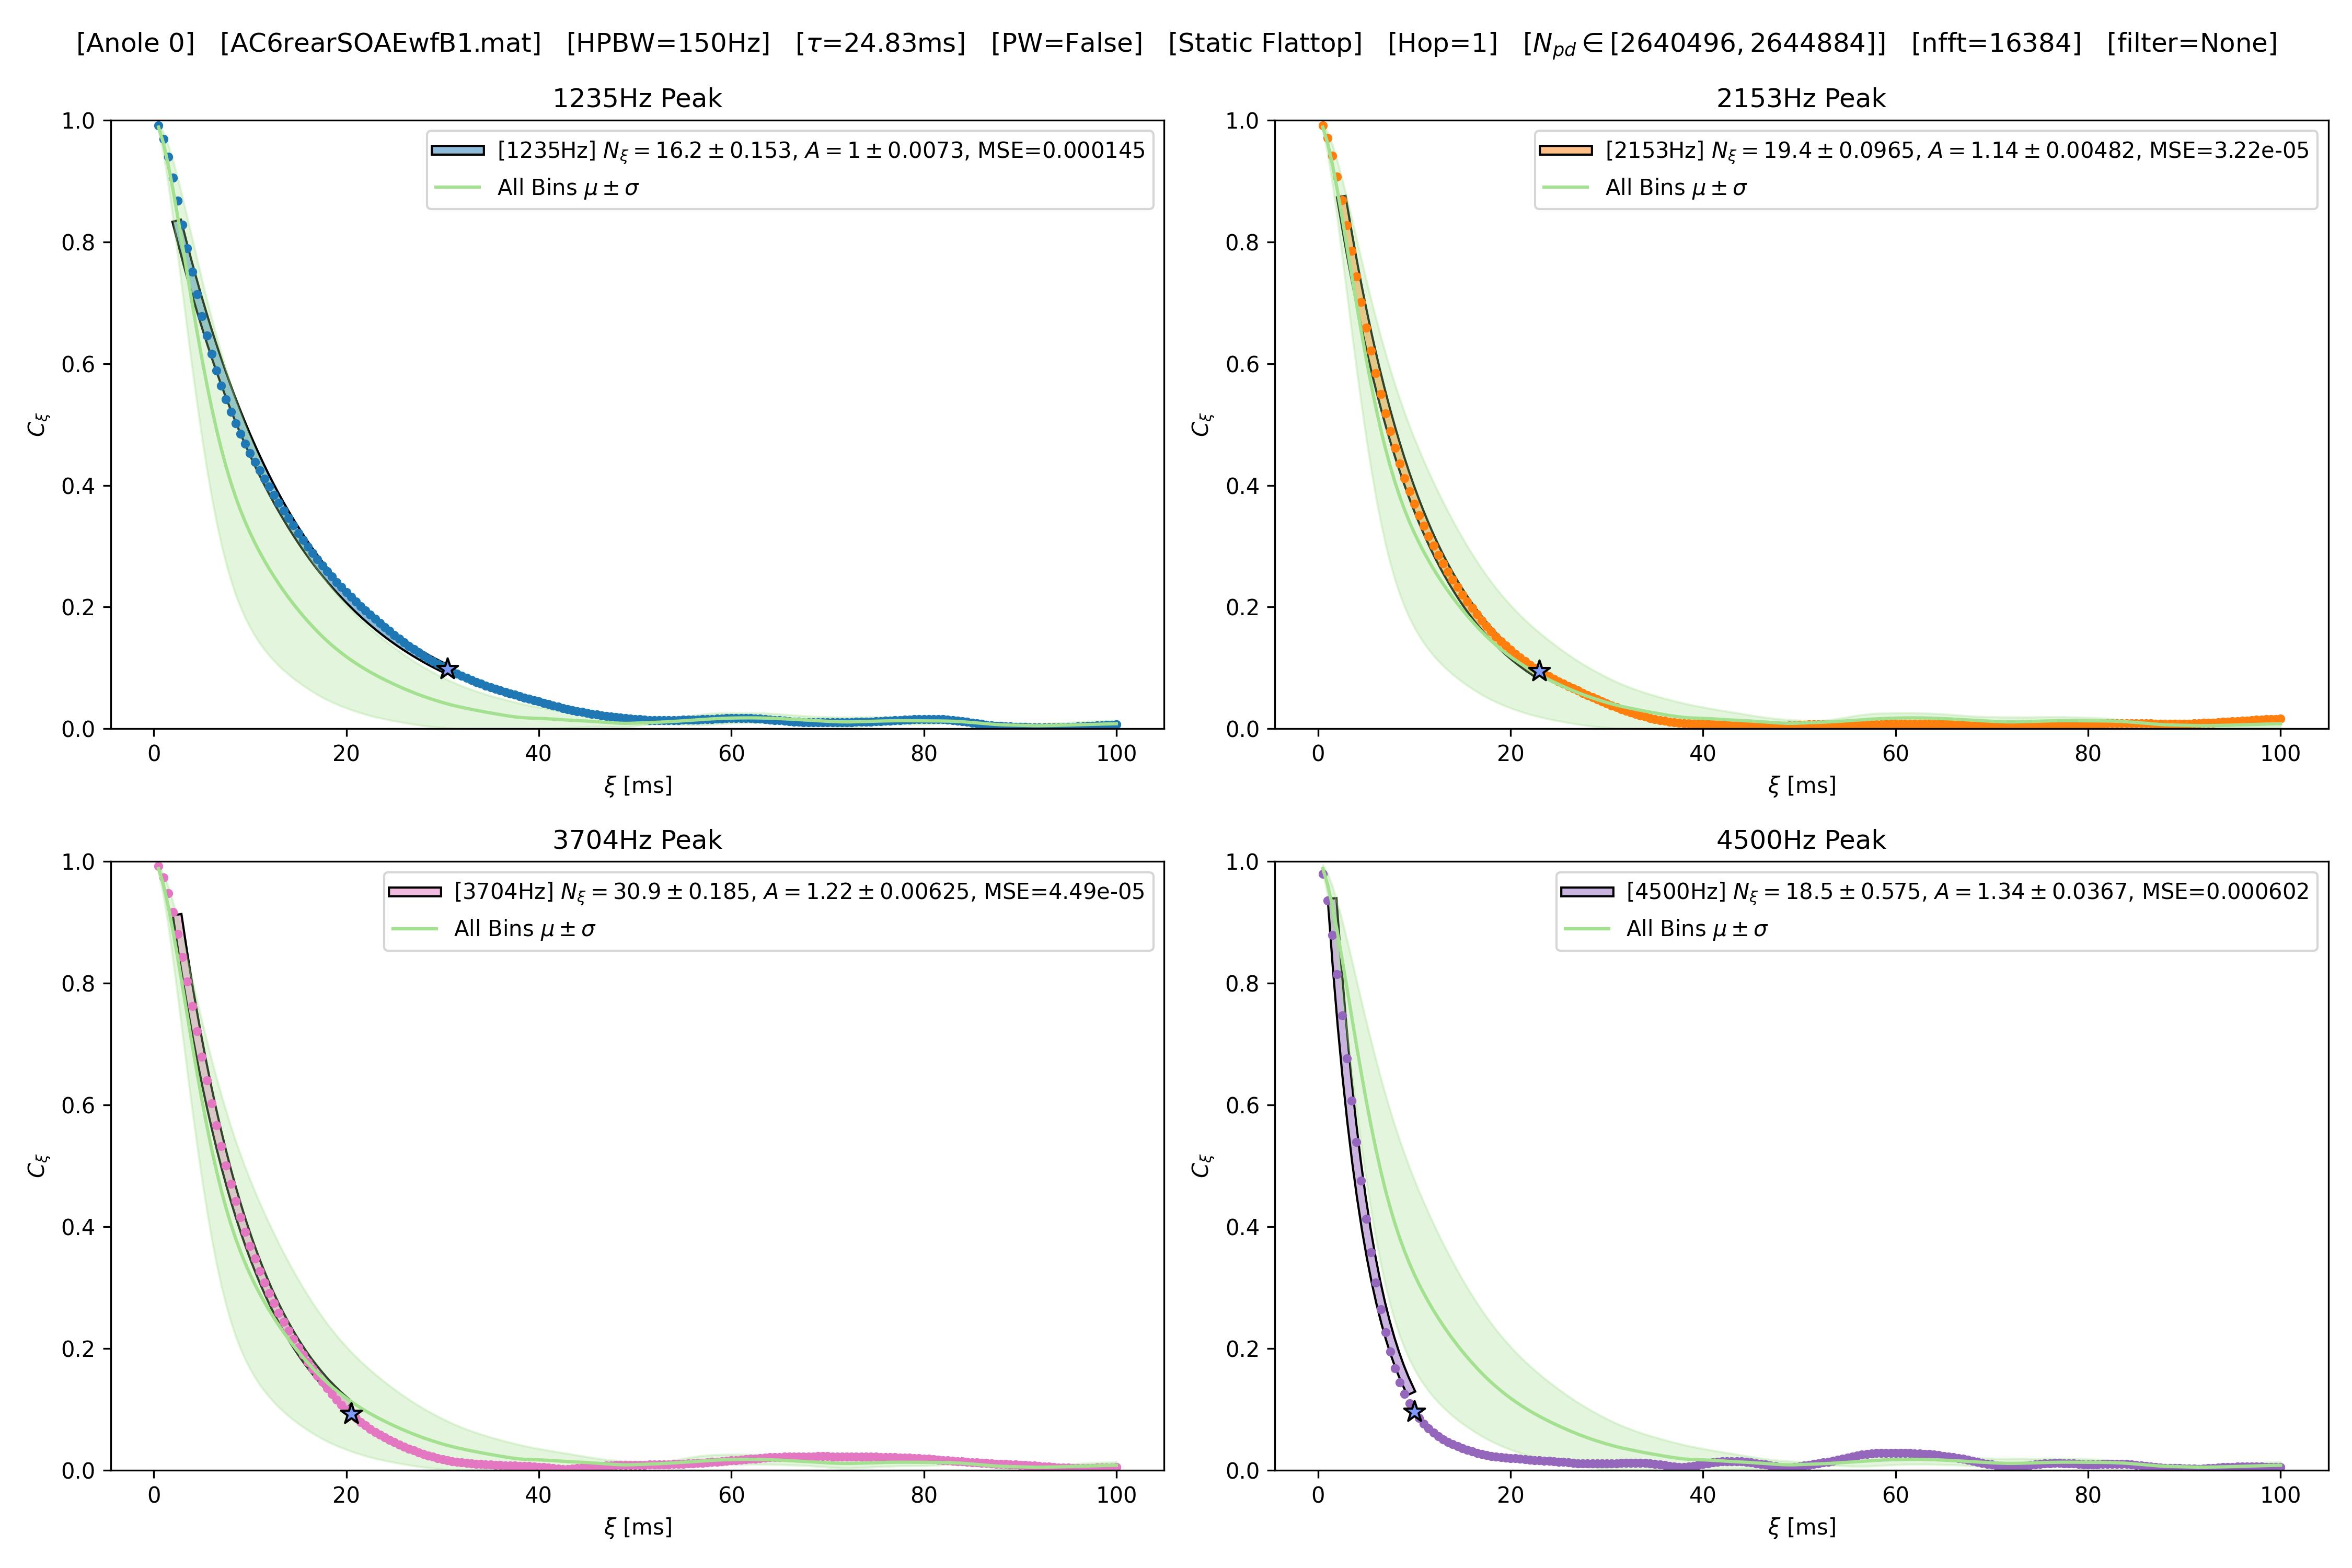 [Anole 0] [AC6rearSOAEwfB1.mat] [HPBW=150Hz] [τ=24.83ms] [PW=False] [Static Flattop] [Hop=1] [N_pd ∈ [2640496, 2644884]] [nfft=16384] [filter=None]
1235Hz Peak
[1235Hz] N_ξ = 16.2 ± 0.153, A = 1 ± 0.0073, MSE=0.000145
All Bins μ ± σ
1.0
0.8
0.6
0.4
0.2
0.0
C_ξ
0 20 40 60 80 100
ξ [ms]
2153Hz Peak
[2153Hz] N_ξ = 19.4 ± 0.0965, A = 1.14 ± 0.00482, MSE=3.22e-05
All Bins μ ± σ
1.0
0.8
0.6
0.4
0.2
0.0
C_ξ
0 20 40 60 80 100
ξ [ms]
3704Hz Peak
[3704Hz] N_ξ = 30.9 ± 0.185, A = 1.22 ± 0.00625, MSE=4.49e-05
All Bins μ ± σ
1.0
0.8
0.6
0.4
0.2
0.0
C_ξ
0 20 40 60 80 100
ξ [ms]
4500Hz Peak
[4500Hz] N_ξ = 18.5 ± 0.575, A = 1.34 ± 0.0367, MSE=0.000602
All Bins μ ± σ
1.0
0.8
0.6
0.4
0.2
0.0
C_ξ
0 20 40 60 80 100
ξ [ms]